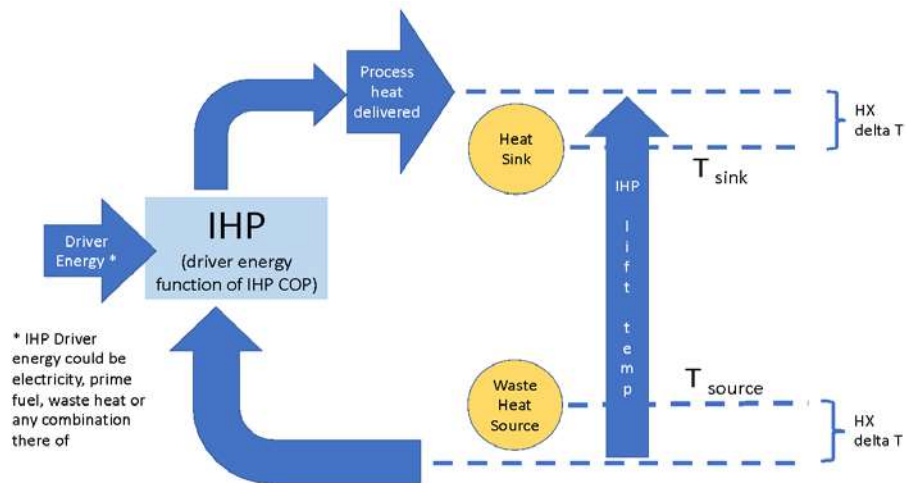 Process
heat
delivered
HX
delta T
Heat
Sink
T sink
IHP
lift
temp
IHP
(driver energy
function of IHP COP)
Driver
Energy *
* IHP Driver
energy could be
electricity, prime
fuel, waste heat or
any combination
there of
Waste
Heat
Source
T source
HX
delta T